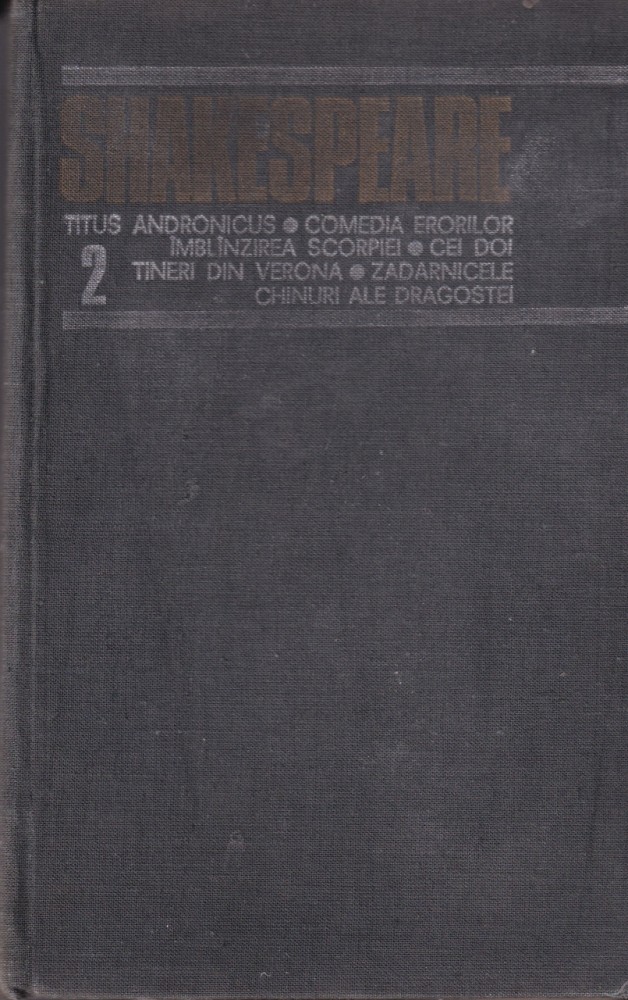 SHAKESPEARE
TITUS ANDRONICUS • COMEDIA ERORILOR
ÎMBLÎNZIREA SCORPIEI • CEI DOI
2 TINERI DIN VERONA • ZADARNICELE
CHINURI ALE DRAGOSTEI